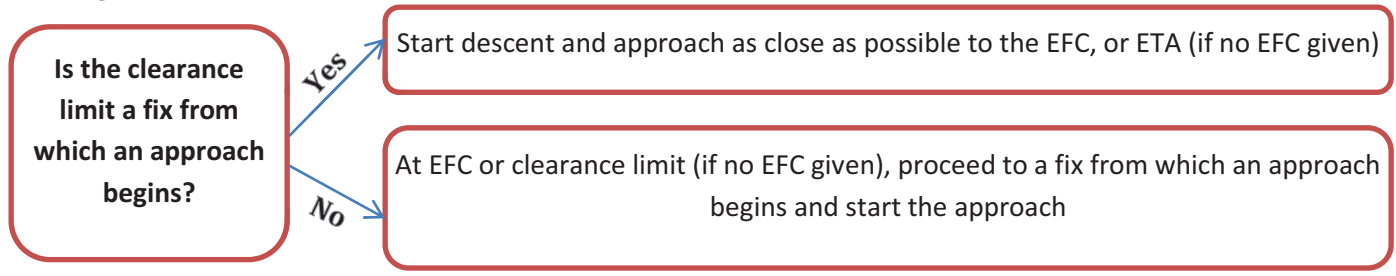 Is the clearance
limit a fix from
which an approach
begins?
Yes
Start descent and approach as close as possible to the EFC, or ETA (if no EFC given)
No
At EFC or clearance limit (if no EFC given), proceed to a fix from which an approach
begins and start the approach